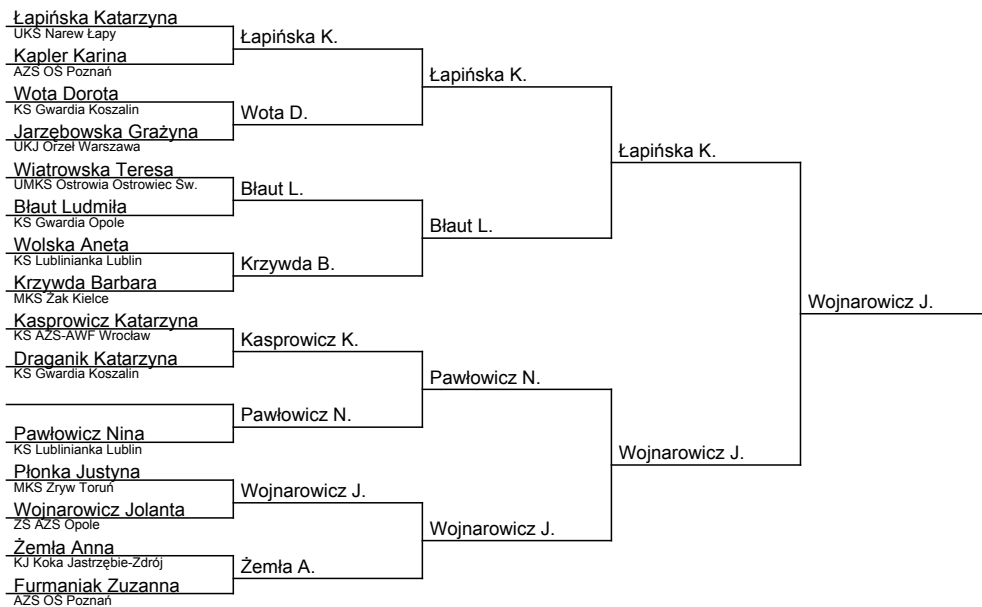 Łapińska Katarzyna
UKS Narew Łapy
Kapler Karina
AZS OŚ Poznań
Wota Dorota
KS Gwardia Koszalin
Jarzębowska Grażyna
UKJ Orzeł Warszawa
Wiatrowska Teresa
UMKS Ostrovia Ostrowiec Św.
Błaut Ludmiła
KS Gwardia Opole
Wolska Aneta
KS Lublinianka Lublin
Krzywda Barbara
MKS Żak Kielce
Kasprowicz Katarzyna
KS AZS-AWF Wrocław
Draganik Katarzyna
KS Gwardia Koszalin
Pawłowicz Nina
KS Lublinianka Lublin
Płonka Justyna
MKS Zryw Toruń
Wojnarowicz Jolanta
ZS AZS Opole
Żemła Anna
KJ Koka Jastrzębie-Zdrój
Furmaniak Zuzanna
AZS OŚ Poznań
Łapińska K.
Wota D.
Błaut L.
Krzywda B.
Kasprowicz K.
Pawłowicz N.
Wojnarowicz J.
Żemła A.
Łapińska K.
Błaut L.
Pawłowicz N.
Wojnarowicz J.
Łapińska K.
Wojnarowicz J.
Wojnarowicz J.